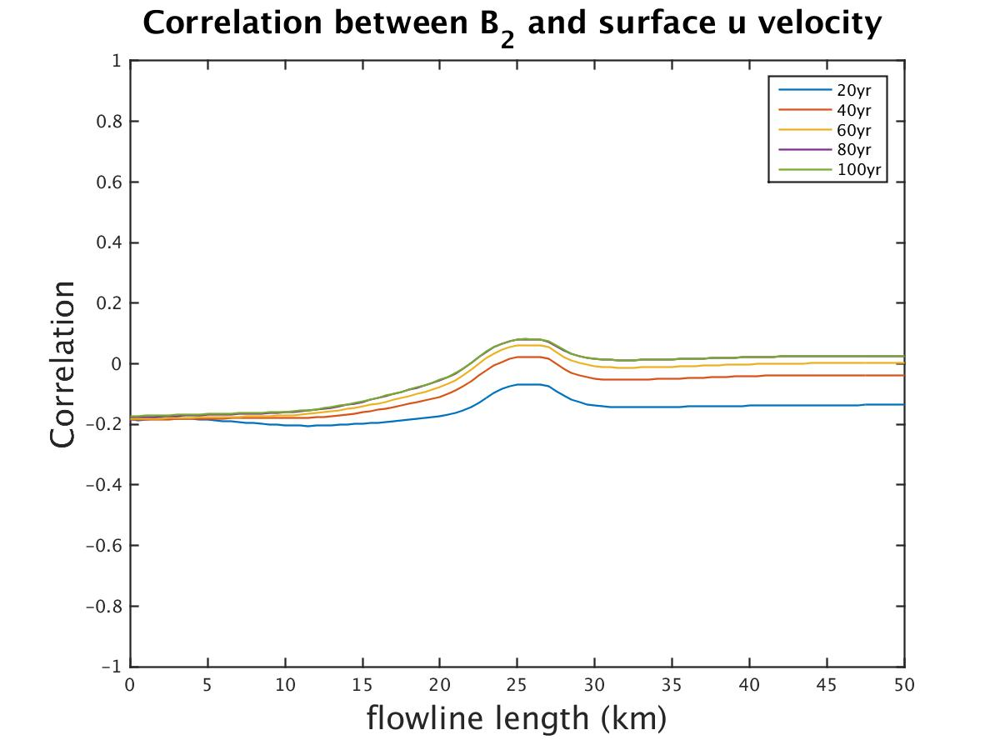 Correlation between B₂ and surface u velocity
20yr
40yr
60yr
80yr
100yr
Correlation
1
0.8
0.6
0.4
0.2
0
−0.2
−0.4
−0.6
−0.8
−1
0 5 10 15 20 25 30 35 40 45 50
flowline length (km)